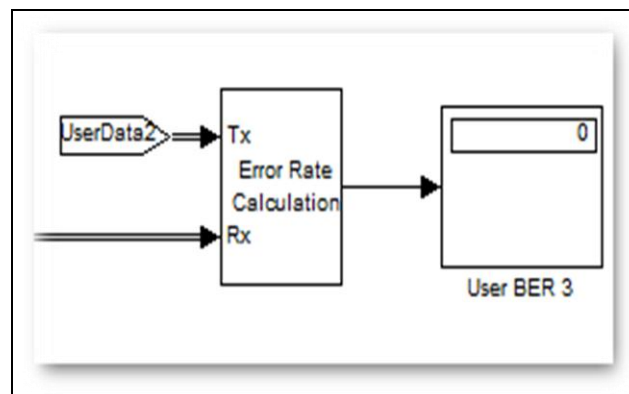 UserData2
Tx
Error Rate
Calculation
Rx
0
User BER 3